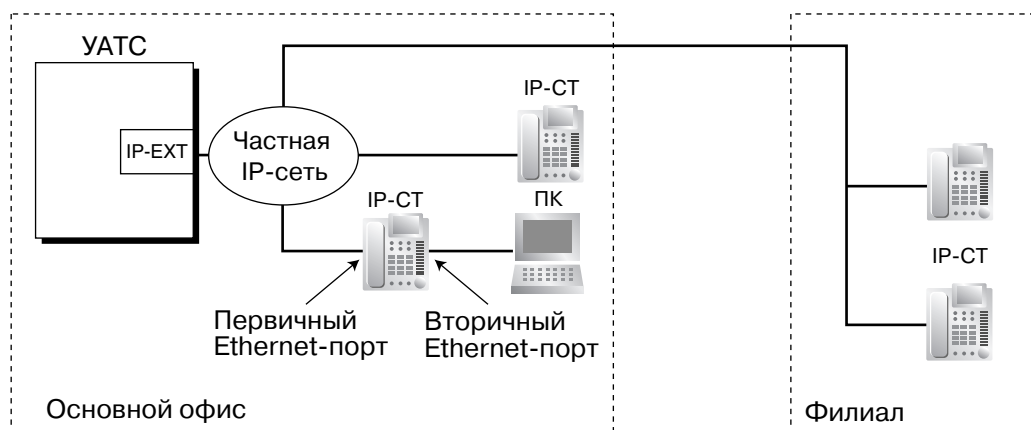 УАТС
IP-EXT
Частная
IP-сеть
IP-СТ
IP-СТ
ПК
Первичный
Ethernet-порт
Вторичный
Ethernet-порт
Основной офис
IP-СТ
Филиал